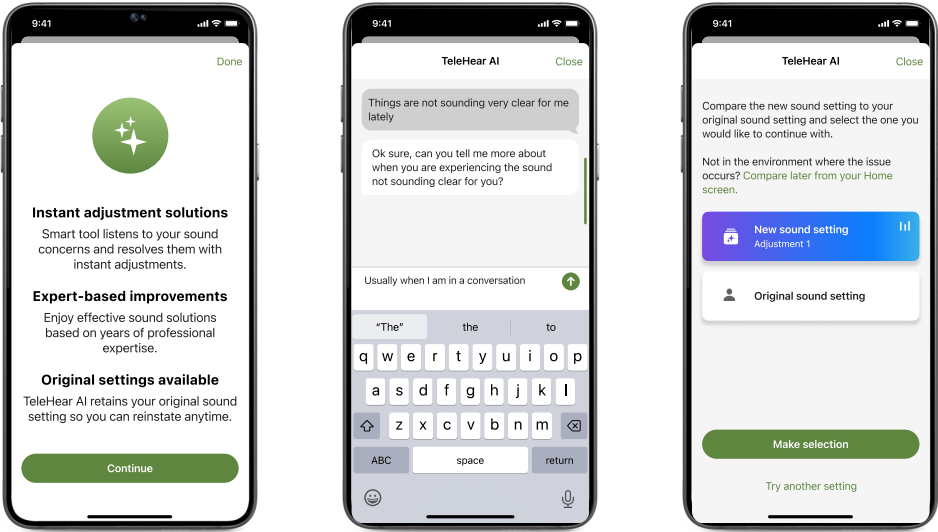 9:41
Done
Instant adjustment solutions
Smart tool listens to your sound
concerns and resolves them with
instant adjustments.
Expert-based improvements
Enjoy effective sound solutions
based on years of professional
expertise.
Original settings available
TeleHear AI retains your original sound
setting so you can reinstate anytime.
Continue
9:41
TeleHear AI
Close
Things are not sounding very clear for me
lately
Ok sure, can you tell me more about
when you are experiencing the sound
not sounding clear for you?
Usually when I am in a conversation
“The” the to
q w e r t y u i o p
a s d f g h j k l
z x c v b n m
ABC space return
9:41
TeleHear AI
Close
Compare the new sound setting to your
original sound setting and select the one you
would like to continue with.
Not in the environment where the issue
occurs? Compare later from your Home
screen.
New sound setting
Adjustment 1
Original sound setting
Make selection
Try another setting